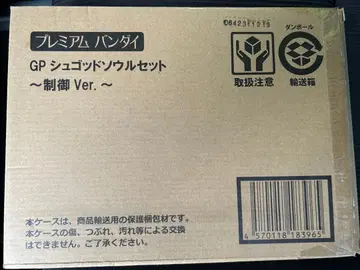 ダンボール
プレミアム バンダイ
GP シュゴッドソウルセット
～制御 Ver. ～
取扱注意
輸送箱
本ケースは、商品輸送用の保護梱包材です。
本ケースの傷、つぶれ、汚れ等による交換
はできません。ご了承ください。
4 570118 183965